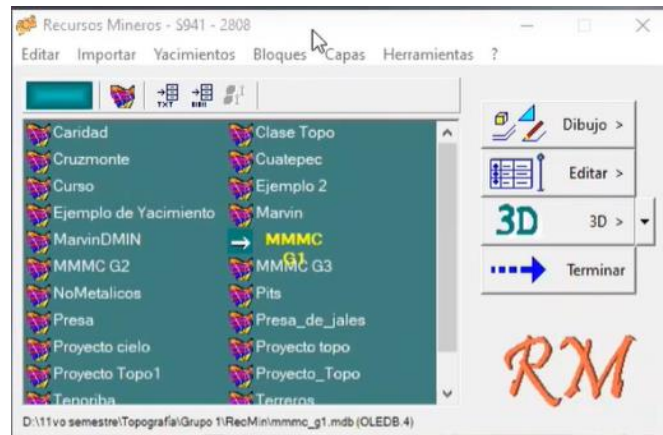 Recursos Mineros - S941 - 2808
Editar Importar Yacimientos Bloques Capas Herramientas ?
TXT
Caridad Clase Topo
Cruzmonte Cuatepec
Curso Ejemplo 2
Ejemplo de Yacimiento Marvin
MarvinDMIN MMMC G1
MMMC G2 MMMC G3
NoMetalicos Pits
Presa Presa_de_jales
Proyecto cielo Proyecto topo
Proyecto Topo1 Proyecto_Topo
Tenoriba Terreros
D:\11vo semestre\Topografía\Grupo 1\RecMin\mmmc_g1.mdb (OLEDB.4)
Dibujo >
Editar >
3D 3D >
Terminar
RM